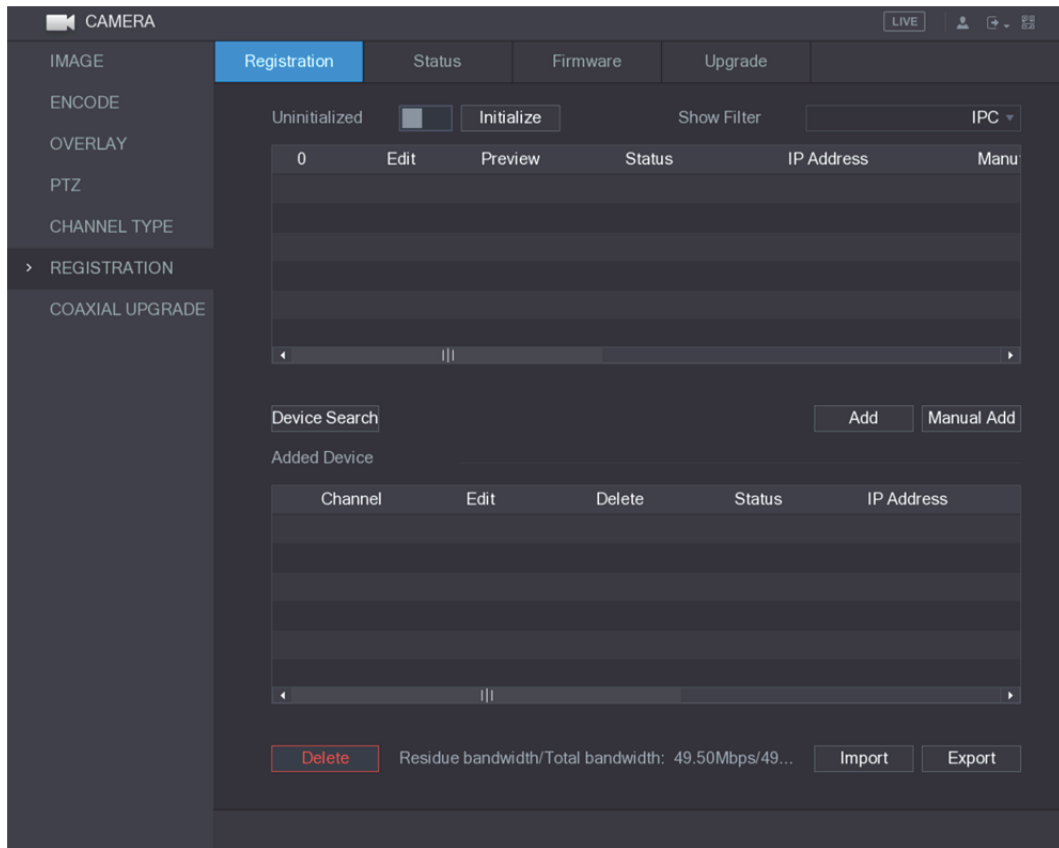 CAMERA
LIVE
IMAGE
ENCODE
OVERLAY
PTZ
CHANNEL TYPE
REGISTRATION
COAXIAL UPGRADE
Registration Status Firmware Upgrade
Uninitialized Initialize Show Filter IPC
0 Edit Preview Status IP Address Manu
Device Search Add Manual Add
Added Device
Channel Edit Delete Status IP Address
Delete Residue bandwidth/Total bandwidth: 49.50Mbps/49... Import Export